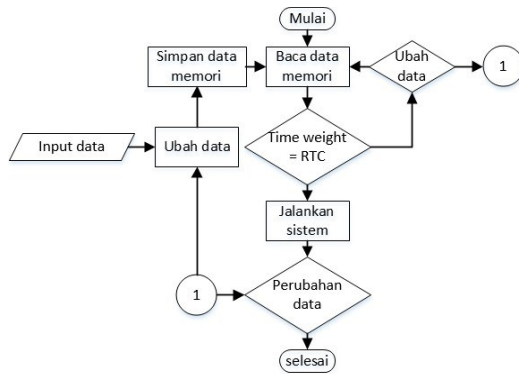 Mulai
Simpan data
memori
Baca data
memori
Ubah
data
1
Input data
Ubah data
Time weight
= RTC
Jalankan
sistem
1
Perubahan
data
selesai